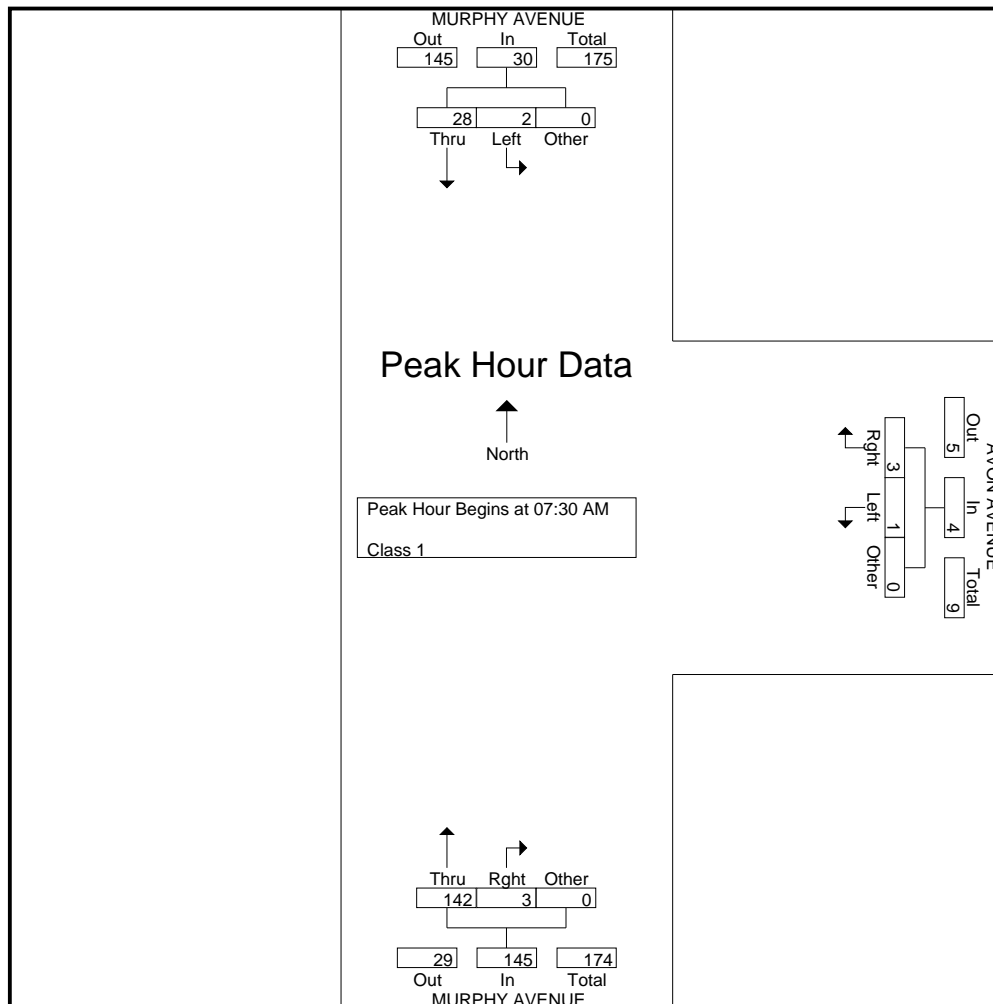 MURPHY AVENUE
Out In Total
145 30 175
28 2 0
Thru Left Other
Peak Hour Data
North
Peak Hour Begins at 07:30 AM
Class 1
AVON AVENUE
Out In Total
5 4 9
3 1 0
Rght Left Other
Thru Rght Other
142 3 0
29 145 174
Out In Total
MURPHY AVENUE